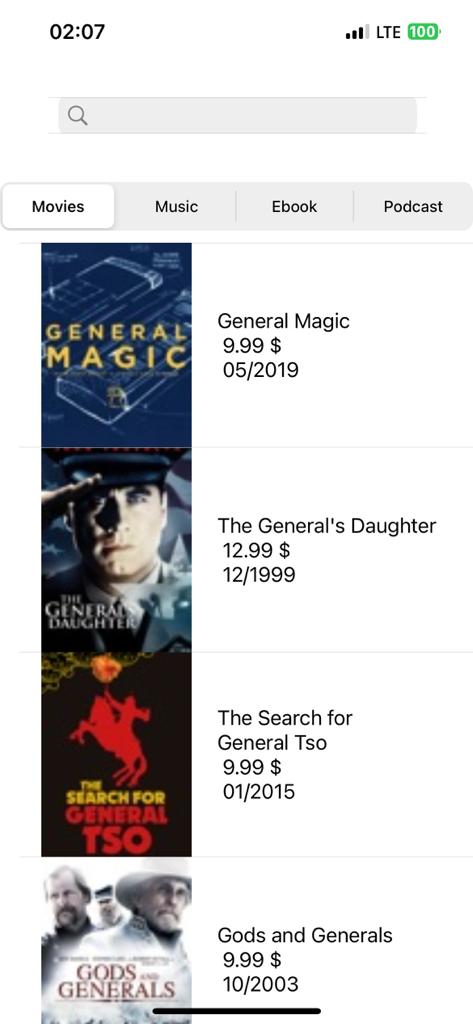 02:07
LTE 100
Movies
Music
Ebook
Podcast
GENERAL
MAGIC
General Magic
9.99 $
05/2019
THE
GENERAL'S
DAUGHTER
The General's Daughter
12.99 $
12/1999
THE
SEARCH FOR
GENERAL
TSO
The Search for
General Tso
9.99 $
01/2015
GODS AND
GENERALS
Gods and Generals
9.99 $
10/2003